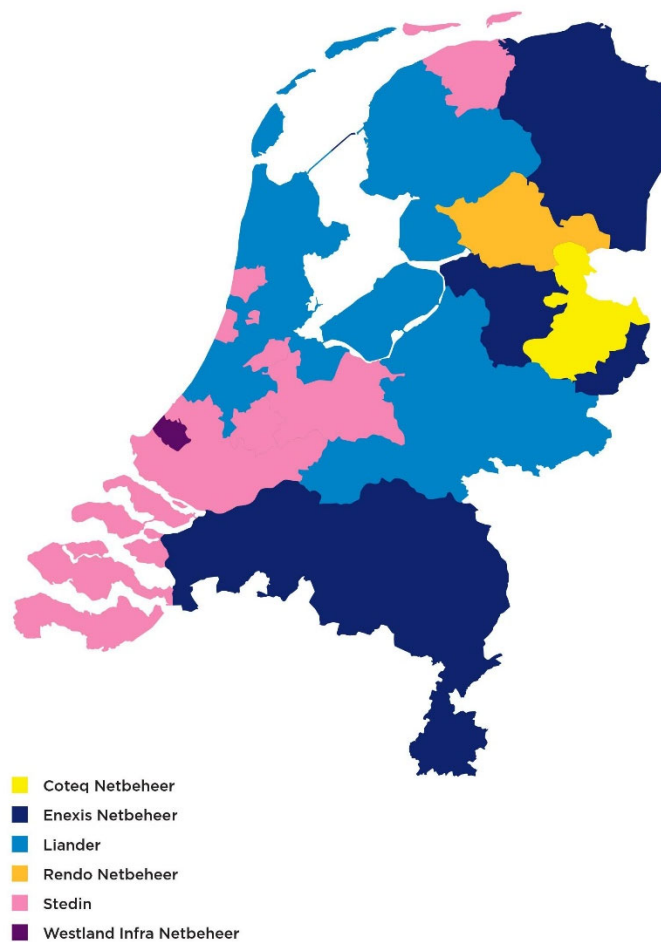 Coteq Netbeheer
Enexis Netbeheer
Liander
Rendo Netbeheer
Stedin
Westland Infra Netbeheer